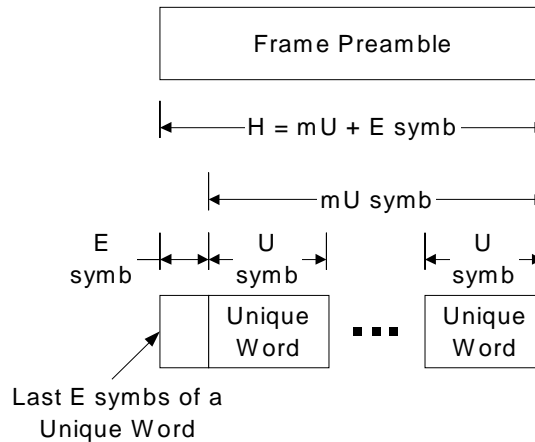 Frame Preamble
H = mU + E symb
mU symb
E
symb
U
symb
U
symb
Unique
Word
Unique
Word
Last E symbs of a
Unique Word